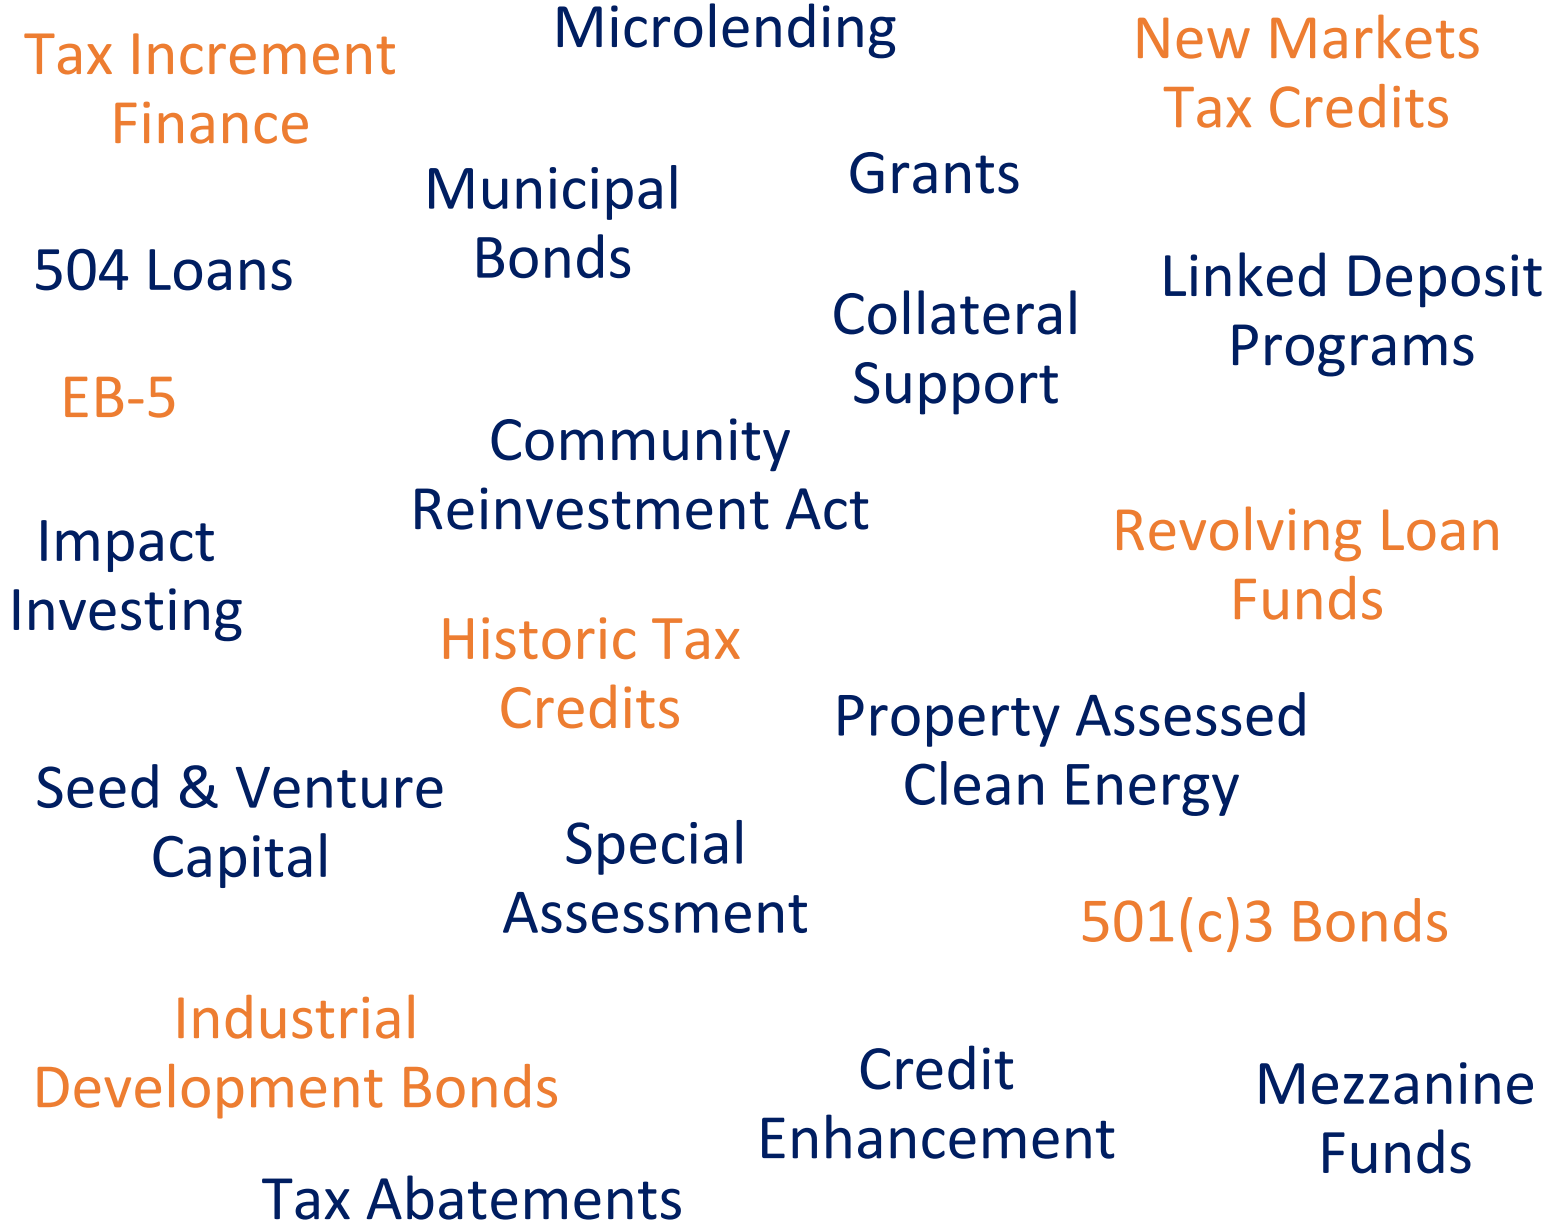 Microlending
Tax Increment
Finance
New Markets
Tax Credits
Municipal
Bonds
Grants
504 Loans
Linked Deposit
Programs
Collateral
Support
EB-5
Community
Reinvestment Act
Impact
Investing
Revolving Loan
Funds
Historic Tax
Credits
Property Assessed
Clean Energy
Seed & Venture
Capital
Special
Assessment
501(c)3 Bonds
Industrial
Development Bonds
Credit
Enhancement
Mezzanine
Funds
Tax Abatements